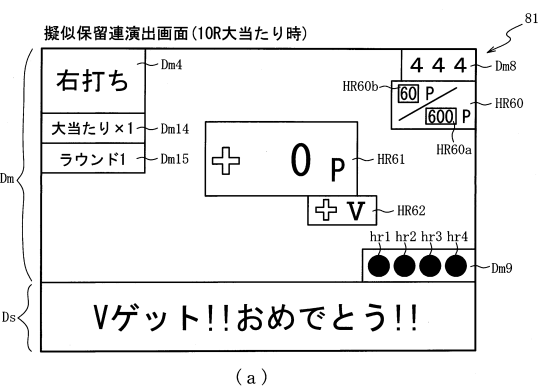 擬似保留連演出画面(10R大当たり時)
81
右打ち
Dm4
444
Dm8
HR60b
60 P
HR60
600 P
HR60a
大当たり×1
Dm14
ラウンド1
Dm15
Dm
+ 0 P
HR61
+ V
HR62
hr1 hr2 hr3 hr4
Dm9
Ds
Vゲット!!おめでとう!!
(a)